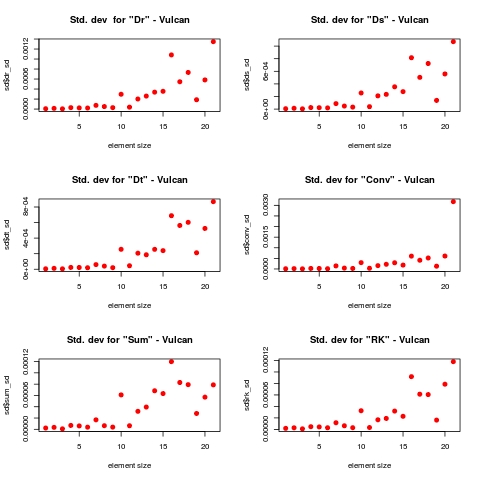 Std. dev  for "Dr" - Vulcan
sd$dr_sd
0.0000 0.0006 0.0012
5 10 15 20
element size
Std. dev for "Ds" - Vulcan
sd$ds_sd
0e+00 6e-04
5 10 15 20
element size
Std. dev for "Dt" - Vulcan
sd$dt_sd
0e+00 4e-04 8e-04
5 10 15 20
element size
Std. dev for "Conv" - Vulcan
sd$conv_sd
0.0000 0.0015 0.0030
5 10 15 20
element size
Std. dev for "Sum" - Vulcan
sd$sum_sd
0.00000 0.00006 0.00012
5 10 15 20
element size
Std. dev for "RK" - Vulcan
sd$rk_sd
0.00000 0.00006 0.00012
5 10 15 20
element size